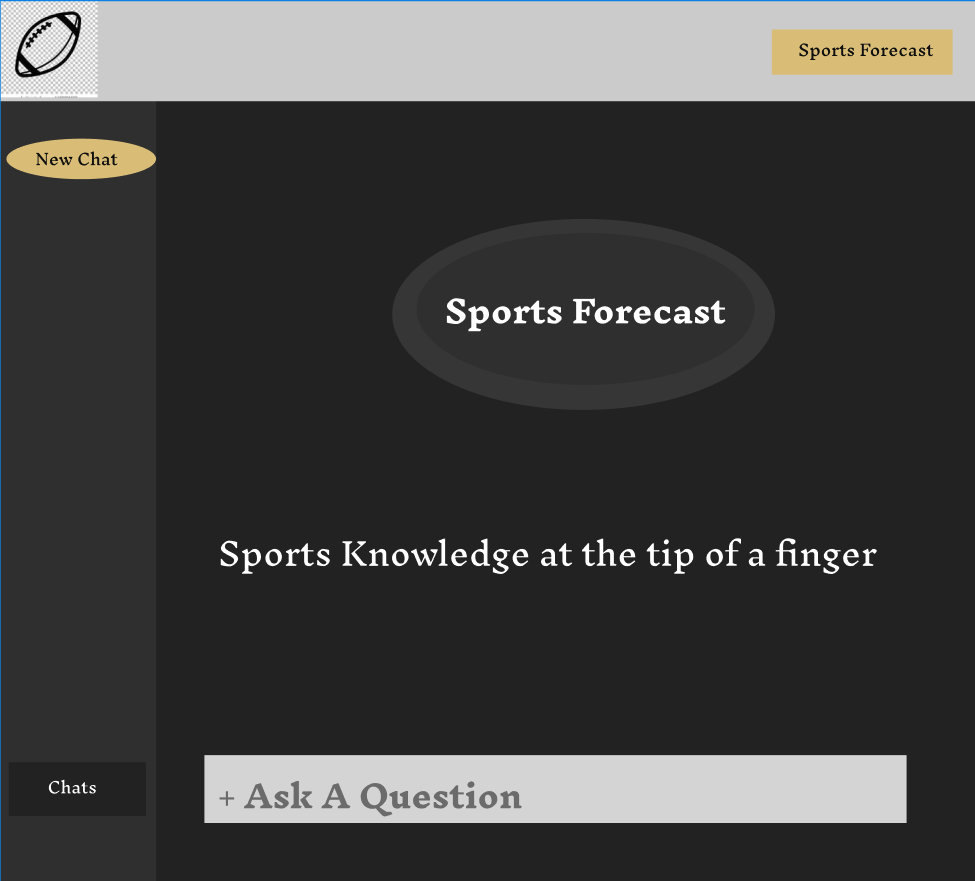 Sports Forecast
New Chat
Sports Forecast
Sports Knowledge at the tip of a finger
+ Ask A Question
Chats